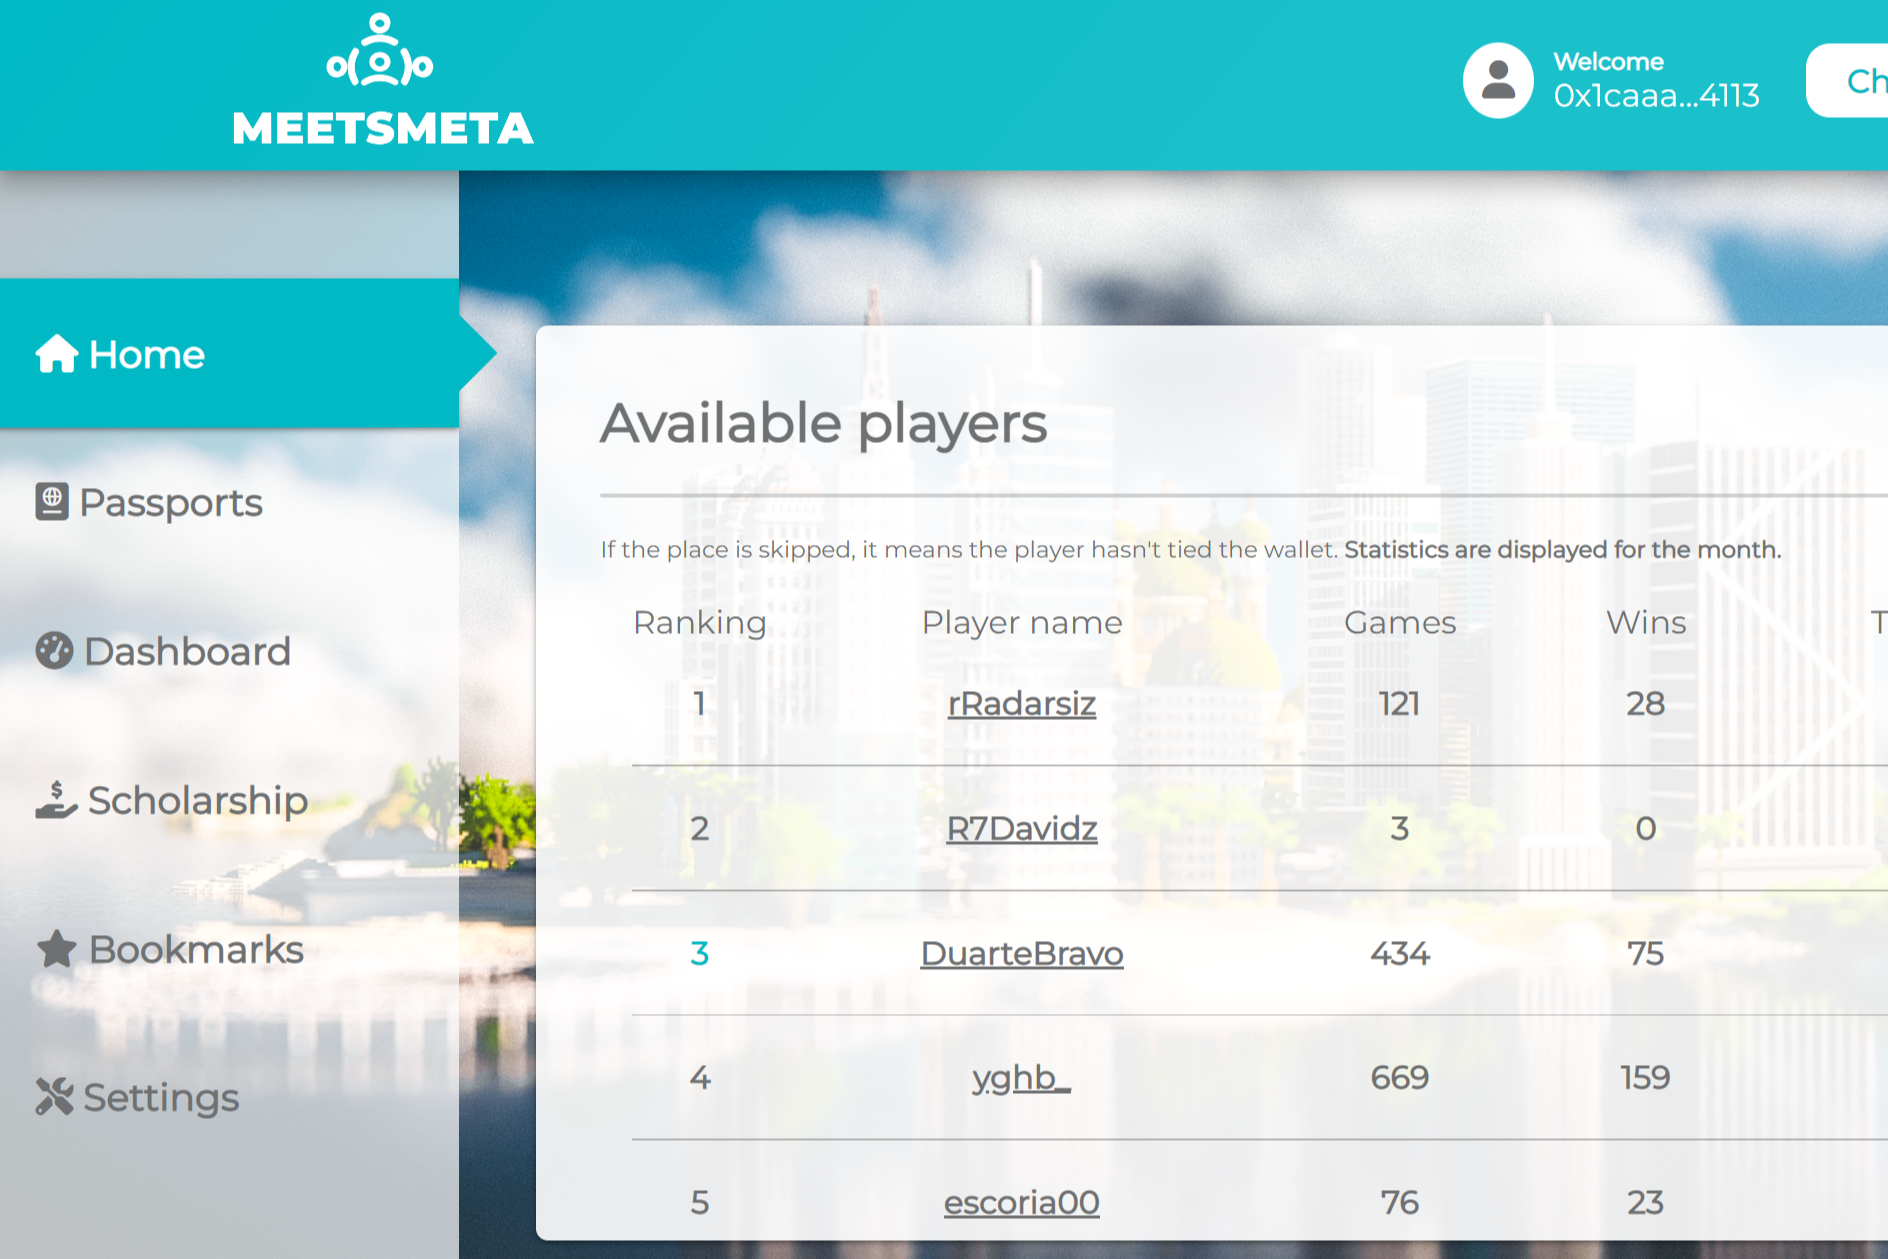 MEETSMETA
Welcome
0x1caaa...4113
Ch
Home
Passports
Dashboard
Scholarship
Bookmarks
Settings
Available players
If the place is skipped, it means the player hasn't tied the wallet. Statistics are displayed for the month.
Ranking Player name Games Wins T
1 rRadarsiz 121 28
2 R7Davidz 3 0
3 DuarteBravo 434 75
4 yghb_ 669 159
5 escoria00 76 23